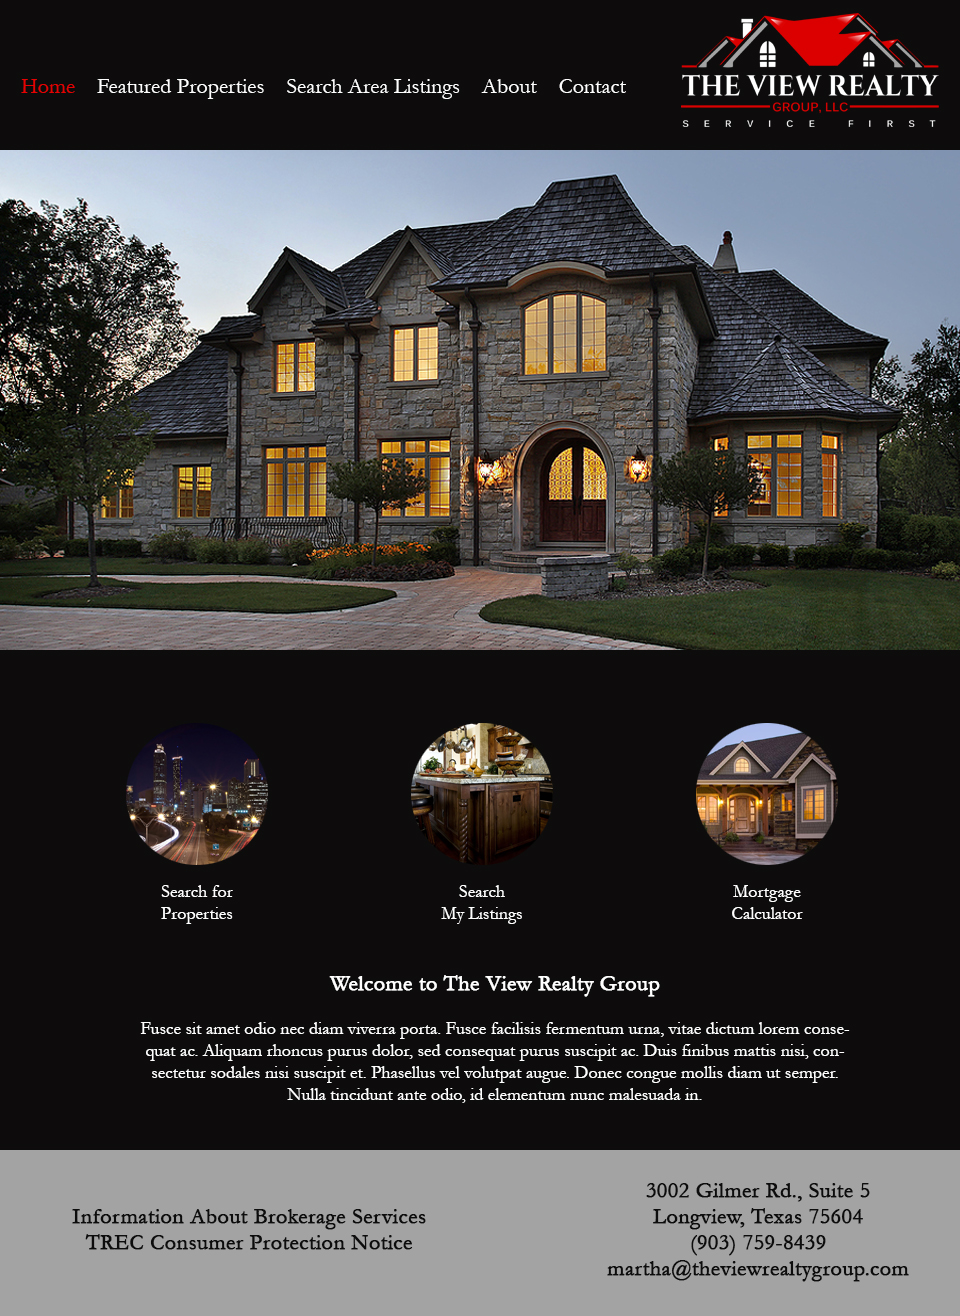 Home Featured Properties Search Area Listings About Contact
THE VIEW REALTY
GROUP, LLC
SERVICE FIRST
Search for
Properties
Search
My Listings
Mortgage
Calculator
Welcome to The View Realty Group
Fusce sit amet odio nec diam viverra porta. Fusce facilisis fermentum urna, vitae dictum lorem conse-
quat ac. Aliquam rhoncus purus dolor, sed consequat purus suscipit ac. Duis finibus mattis nisi, con-
sectetur sodales nisi suscipit et. Phasellus vel volutpat augue. Donec congue mollis diam ut semper.
Nulla tincidunt ante odio, id elementum nunc malesuada in.
Information About Brokerage Services
TREC Consumer Protection Notice
3002 Gilmer Rd., Suite 5
Longview, Texas 75604
(903) 759-8439
martha@theviewrealtygroup.com